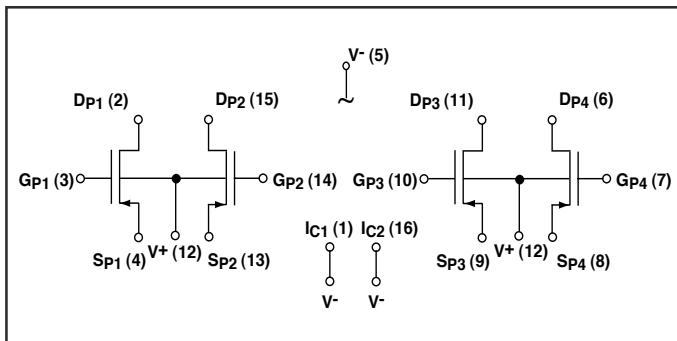 V- (5)
DP1 (2) DP2 (15) DP3 (11) DP4 (6)
GP1 (3) GP2 (14) GP3 (10) GP4 (7)
IC1 (1) IC2 (16)
SP1 (4) V+ (12) SP2 (13) SP3 (9) V+ (12) SP4 (8)
V- V-